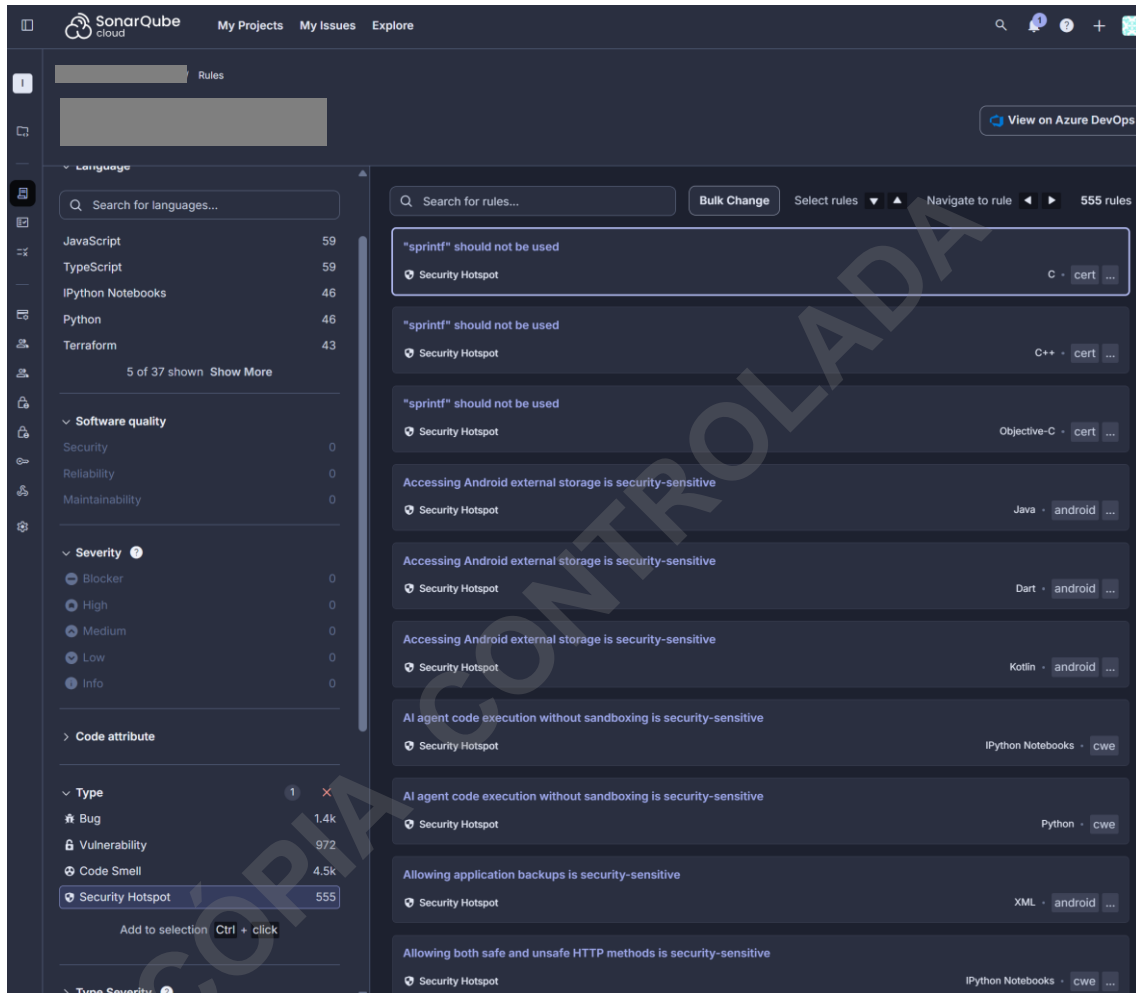 SonarQube cloud My Projects My Issues Explore 1
I / Rules
View on Azure DevOps
Language
Search for languages...
JavaScript 59
TypeScript 59
IPython Notebooks 46
Python 46
Terraform 43
5 of 37 shown Show More
Software quality
Security 0
Reliability 0
Maintainability 0
Severity ?
Blocker 0
High 0
Medium 0
Low 0
Info 0
Code attribute
Type 1
Bug 1.4k
Vulnerability 972
Code Smell 4.5k
Security Hotspot 555
Add to selection Ctrl + click
Type Severity ?
Search for rules... Bulk Change Select rules Navigate to rule 555 rules
"sprintf" should not be used
Security Hotspot C · cert ...
"sprintf" should not be used
Security Hotspot C++ · cert ...
"sprintf" should not be used
Security Hotspot Objective-C · cert ...
Accessing Android external storage is security-sensitive
Security Hotspot Java · android ...
Accessing Android external storage is security-sensitive
Security Hotspot Dart · android ...
Accessing Android external storage is security-sensitive
Security Hotspot Kotlin · android ...
AI agent code execution without sandboxing is security-sensitive
Security Hotspot IPython Notebooks · cwe
AI agent code execution without sandboxing is security-sensitive
Security Hotspot Python · cwe
Allowing application backups is security-sensitive
Security Hotspot XML · android ...
Allowing both safe and unsafe HTTP methods is security-sensitive
Security Hotspot IPython Notebooks · cwe ...
CÓPIA CONTROLADA